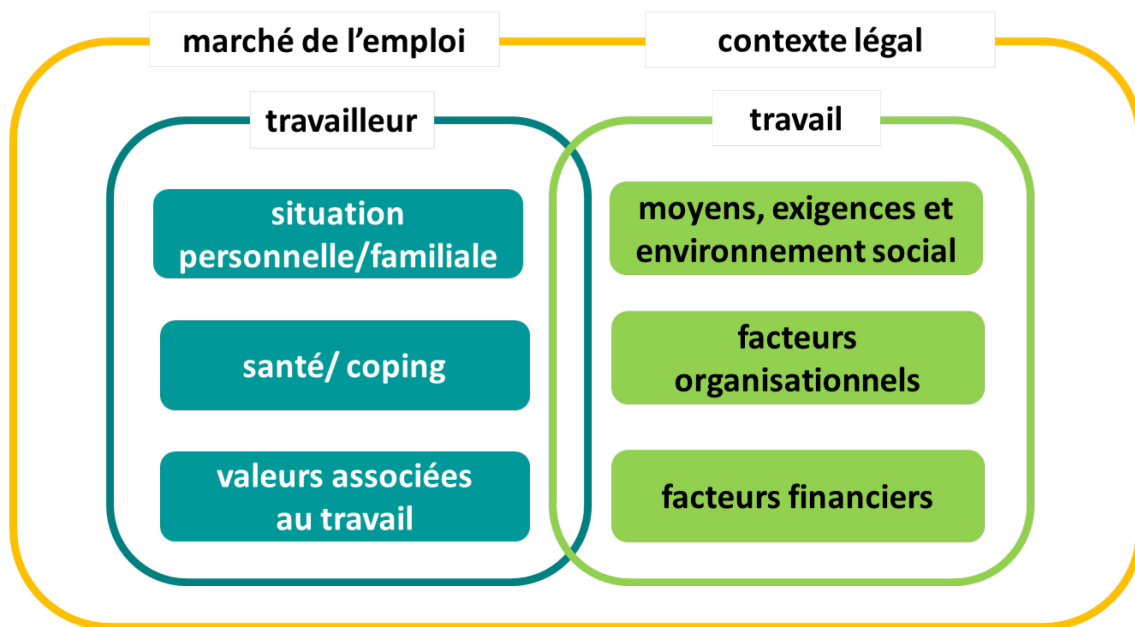 marché de l’emploi
contexte légal
travailleur
travail
situation
personnelle/familiale
moyens, exigences et
environnement social
santé/ coping
facteurs
organisationnels
valeurs associées
au travail
facteurs financiers